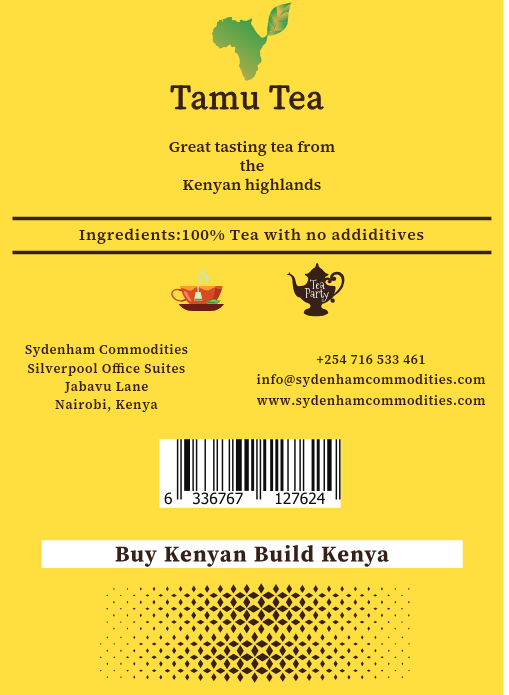 Tamu Tea
Great tasting tea from
the
Kenyan highlands
Ingredients:100% Tea with no addiditives
Tea
Party
Sydenham Commodities
Silverpool Office Suites
Jabavu Lane
Nairobi, Kenya
+254 716 533 461
info@sydenhamcommodities.com
www.sydenhamcommodities.com
6 336767 127624
Buy Kenyan Build Kenya